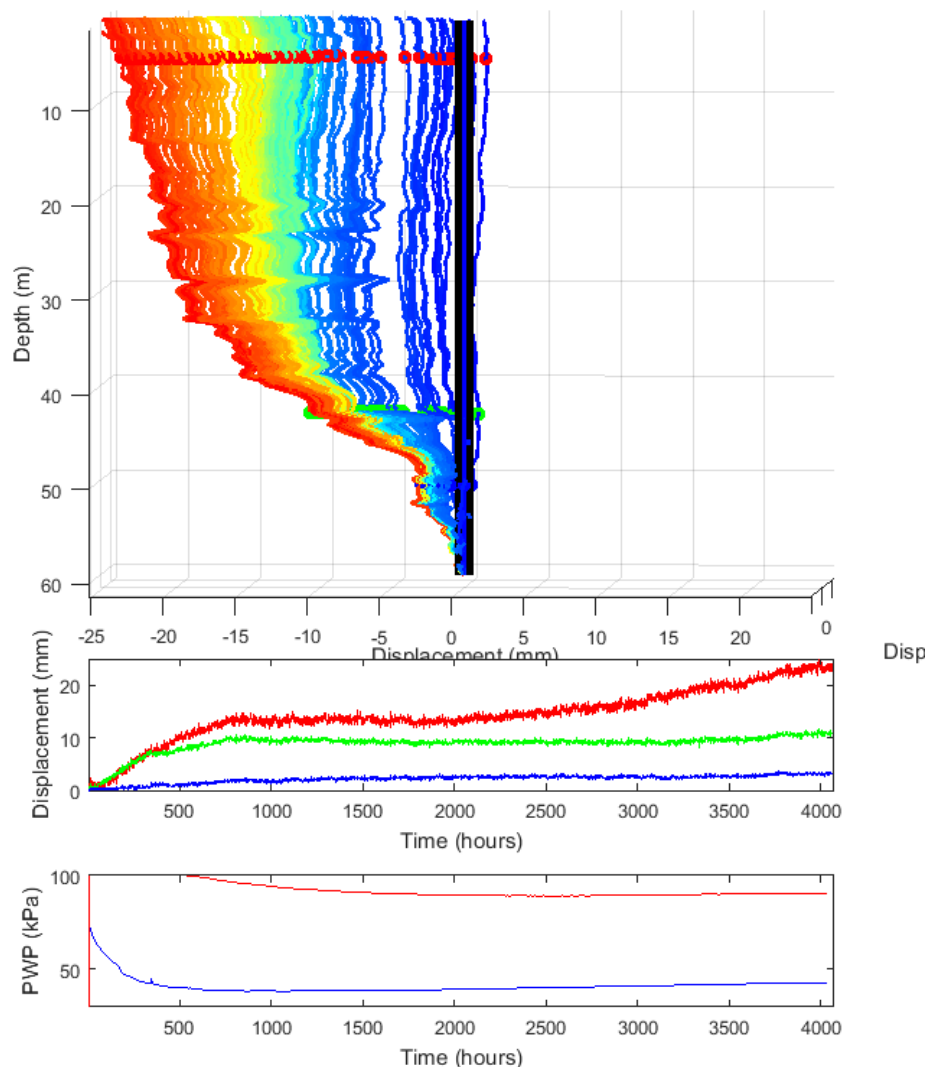 10
20
30
40
50
60
Depth (m)
-25 -20 -15 -10 -5 0 5 10 15 20 0
Displacement (mm)
Disp
20
10
0
Displacement (mm)
500 1000 1500 2000 2500 3000 3500 4000
Time (hours)
100
50
PWP (kPa)
500 1000 1500 2000 2500 3000 3500 4000
Time (hours)